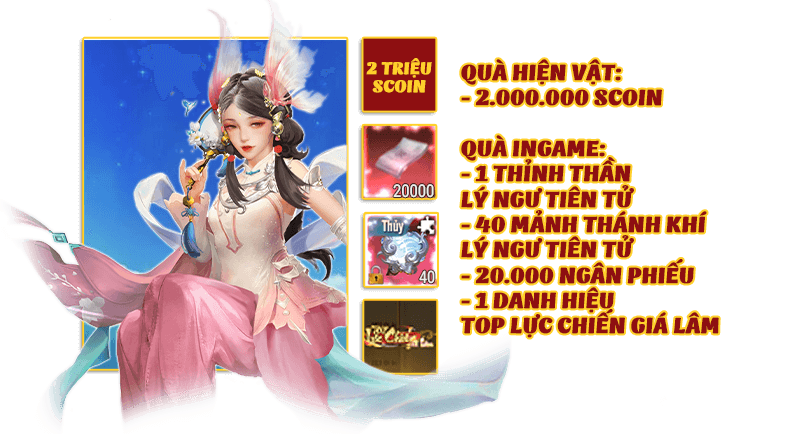 2 TRIỆU
SCOIN
20000
Thủy
40
QUÀ HIỆN VẬT:
- 2.000.000 SCOIN
QUÀ INGAME:
- 1 THỈNH THẦN
LÝ NGƯ TIÊN TỬ
- 40 MẢNH THÁNH KHÍ
LÝ NGƯ TIÊN TỬ
- 20.000 NGÂN PHIẾU
- 1 DANH HIỆU
TOP LỰC CHIẾN GIÁ LÂM